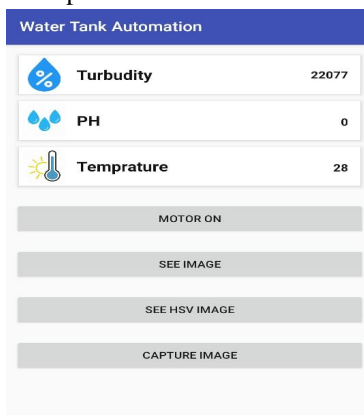 Water Tank Automation
Turbudity 22077
PH 0
Temprature 28
MOTOR ON
SEE IMAGE
SEE HSV IMAGE
CAPTURE IMAGE